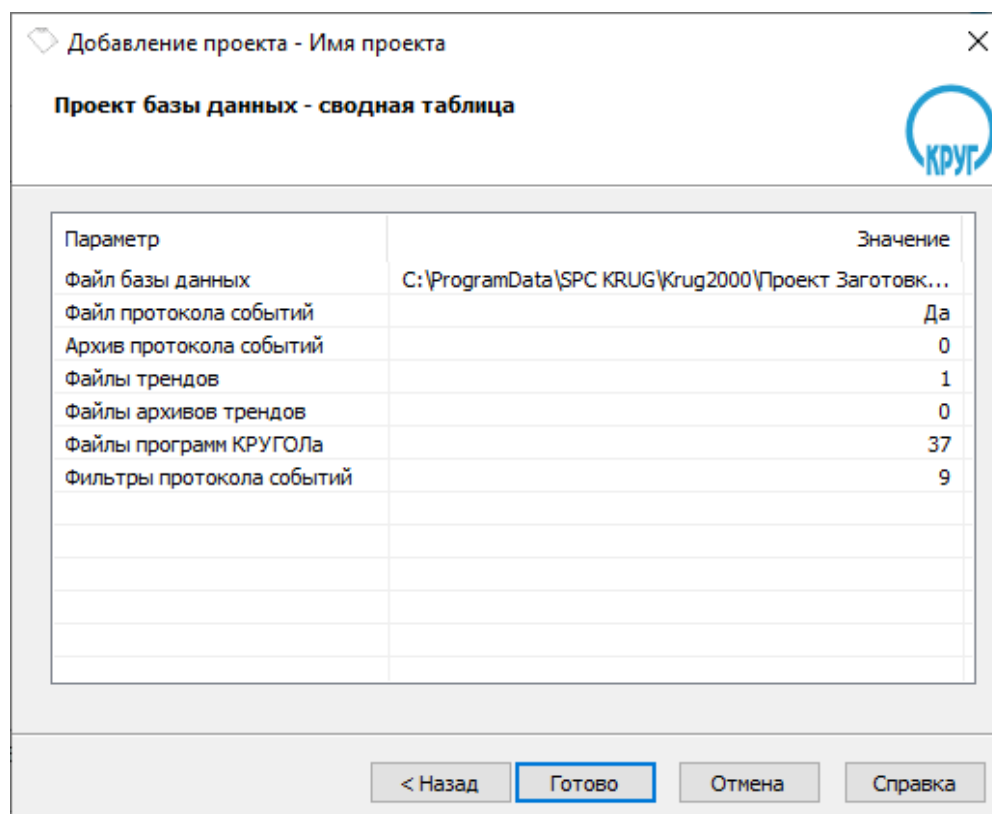 Добавление проекта - Имя проекта
Проект базы данных - сводная таблица
КРУГ
Параметр Значение
Файл базы данных C:\ProgramData\SPC KRUG\Krug2000\Проект Заготовк...
Файл протокола событий Да
Архив протокола событий 0
Файлы трендов 1
Файлы архивов трендов 0
Файлы программ КРУГОЛа 37
Фильтры протокола событий 9
< Назад Готово Отмена Справка